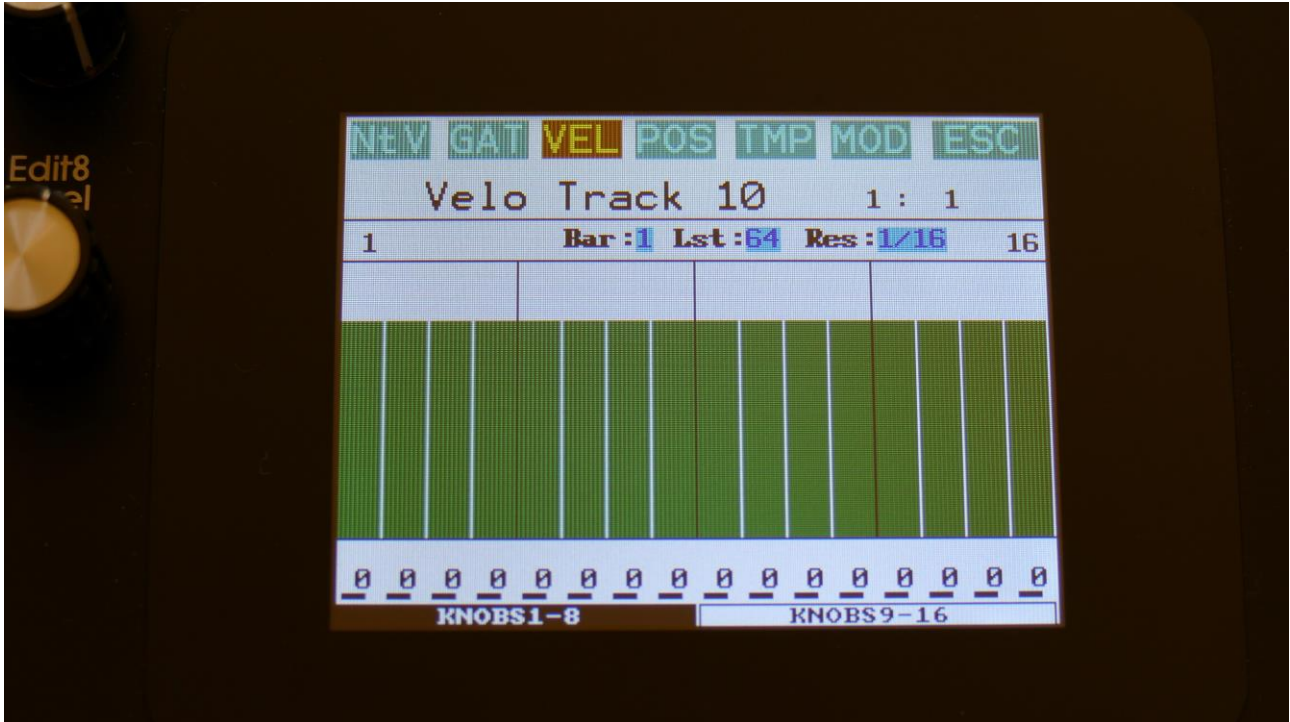 NtV GAT VEL POS TMP MOD ESC
Edit8
Velo Track 10 1 : 1
1 Bar :1 Lst :64 Res :1/16 16
0 0 0 0 0 0 0 0 0 0 0 0 0 0 0 0
KNOBS1-8 KNOBS9-16